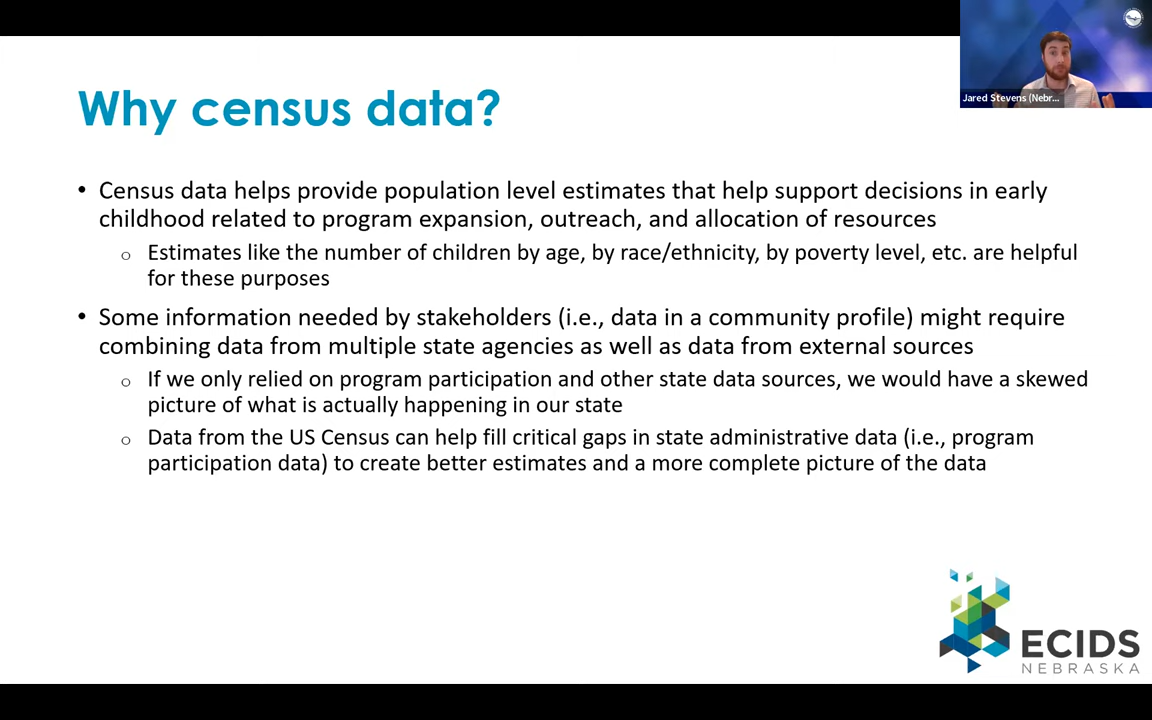 Why census data?
Jared Stevens (Nebr...
• Census data helps provide population level estimates that help support decisions in early
childhood related to program expansion, outreach, and allocation of resources
o Estimates like the number of children by age, by race/ethnicity, by poverty level, etc. are helpful
for these purposes
• Some information needed by stakeholders (i.e., data in a community profile) might require
combining data from multiple state agencies as well as data from external sources
o If we only relied on program participation and other state data sources, we would have a skewed
picture of what is actually happening in our state
o Data from the US Census can help fill critical gaps in state administrative data (i.e., program
participation data) to create better estimates and a more complete picture of the data
ECIDS
NEBRASKA